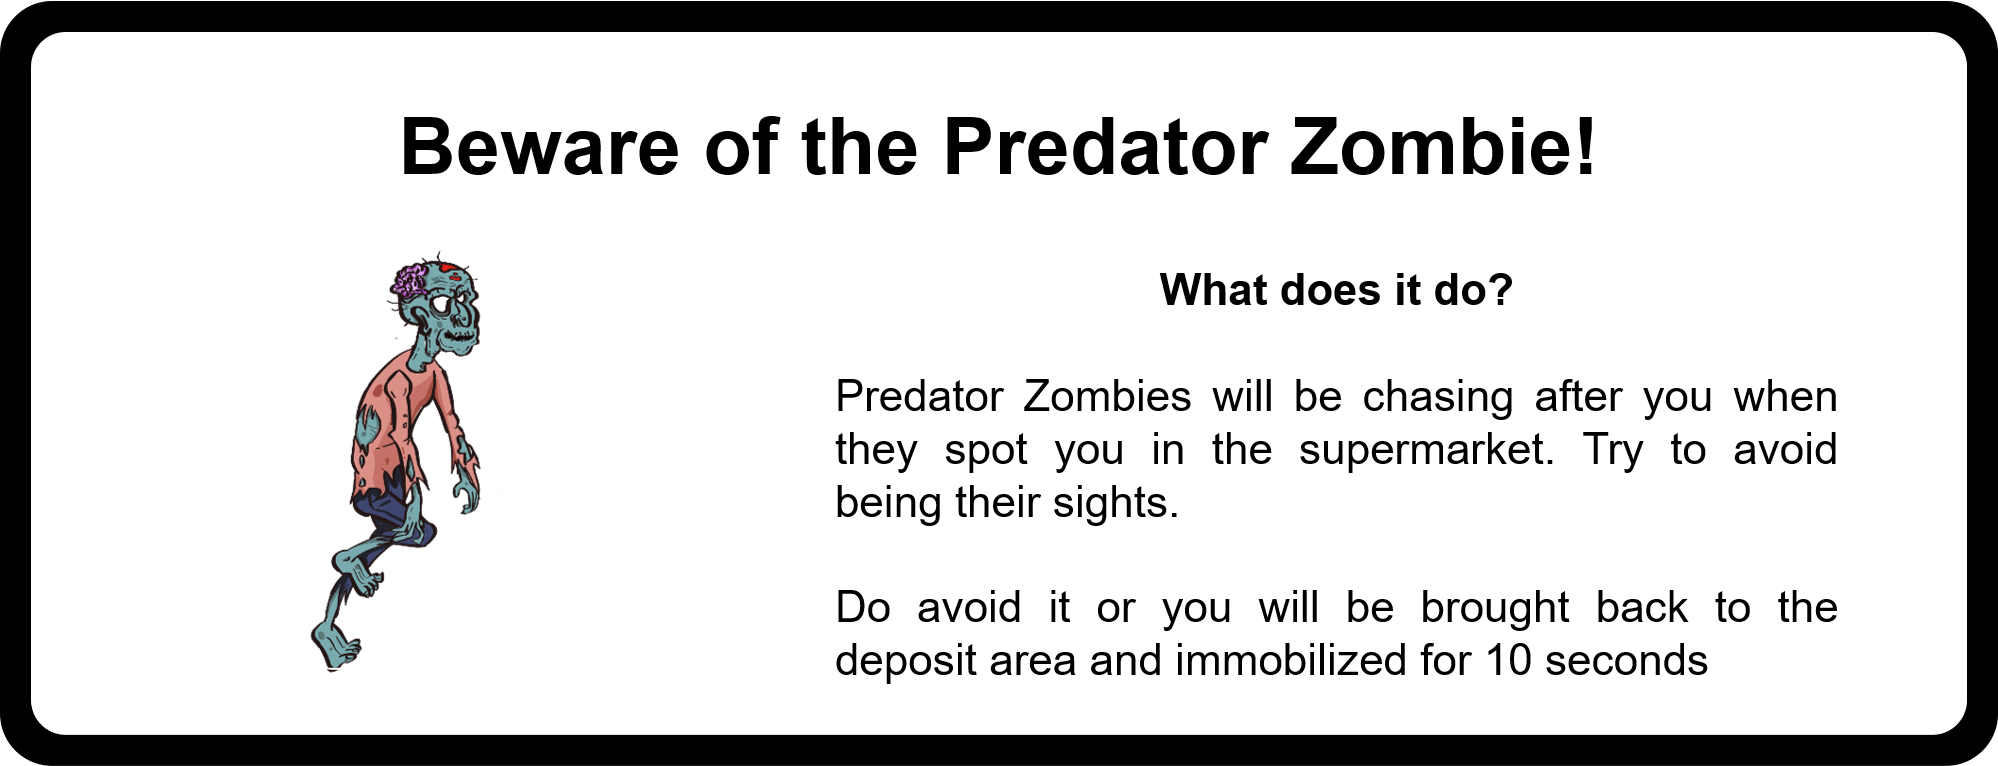 Beware of the Predator Zombie!
What does it do?
Predator Zombies will be chasing after you when
they spot you in the supermarket. Try to avoid
being their sights.
Do avoid it or you will be brought back to the
deposit area and immobilized for 10 seconds